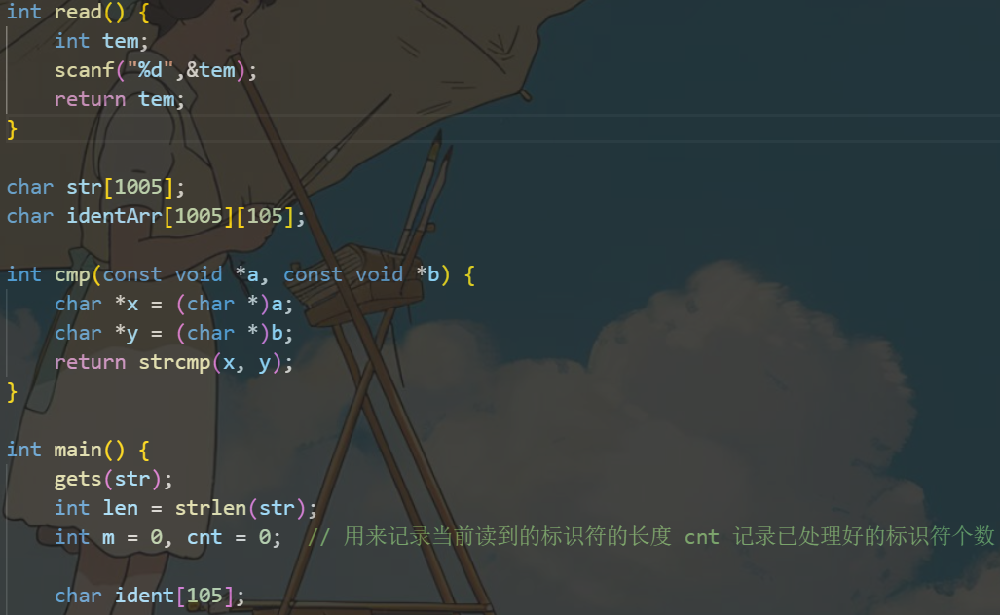 int read() {
    int tem;
    scanf("%d",&tem);
    return tem;
}
char str[1005];
char identArr[1005][105];
int cmp(const void *a, const void *b) {
    char *x = (char *)a;
    char *y = (char *)b;
    return strcmp(x, y);
}
int main() {
    gets(str);
    int len = strlen(str);
    int m = 0, cnt = 0;  // 用来记录当前读到的标识符的长度 cnt 记录已处理好的标识符个数
    char ident[105];